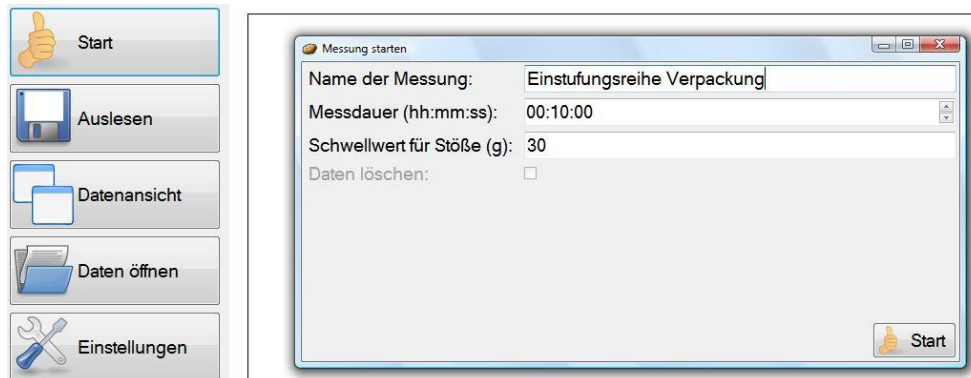 Start
Auslesen
Datenansicht
Daten öffnen
Einstellungen
Messung starten
Name der Messung: Einstufungsreihe Verpackung
Messdauer (hh:mm:ss): 00:10:00
Schwellwert für Stöße (g): 30
Daten löschen:
Start